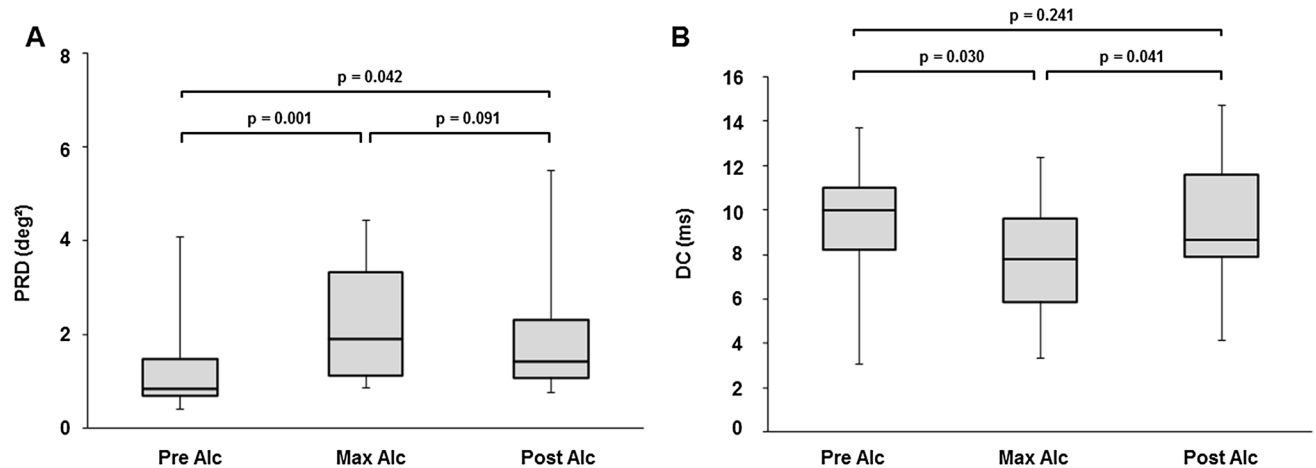 A
p = 0.042
p = 0.001
p = 0.091
PRD (deg²)
8
6
4
2
0
Pre Alc
Max Alc
Post Alc
B
p = 0.241
p = 0.030
p = 0.041
DC (ms)
16
14
12
10
8
6
4
2
0
Pre Alc
Max Alc
Post Alc